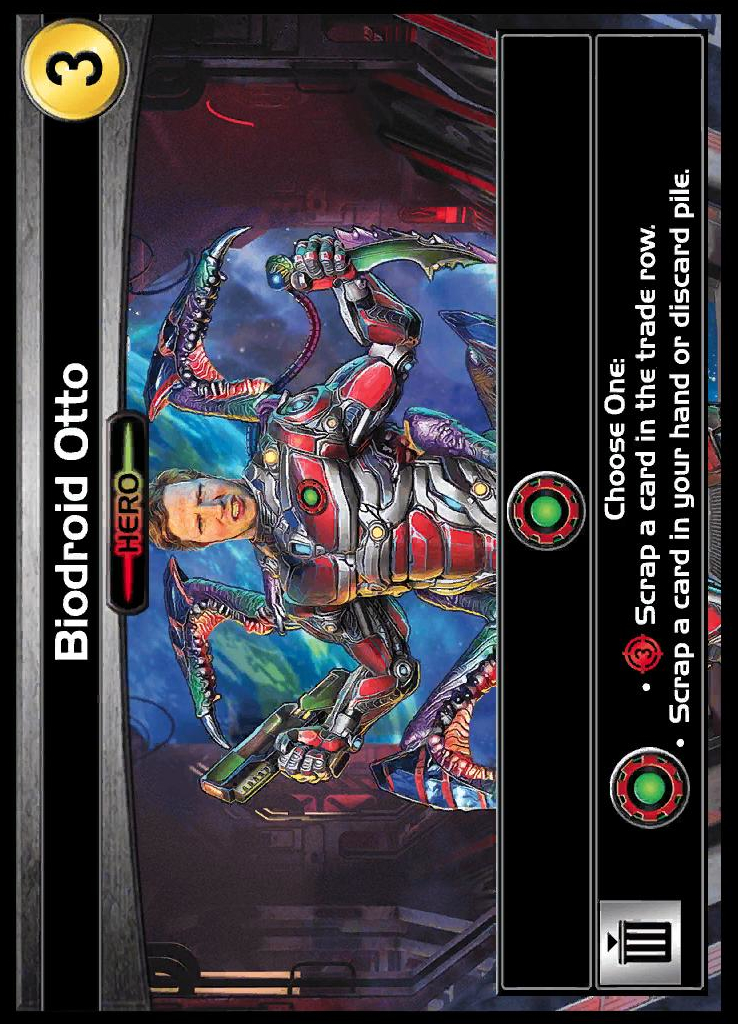 3
Biodroid Otto
HERO
Choose One:
• 3 Scrap a card in the trade row.
• Scrap a card in your hand or discard pile.